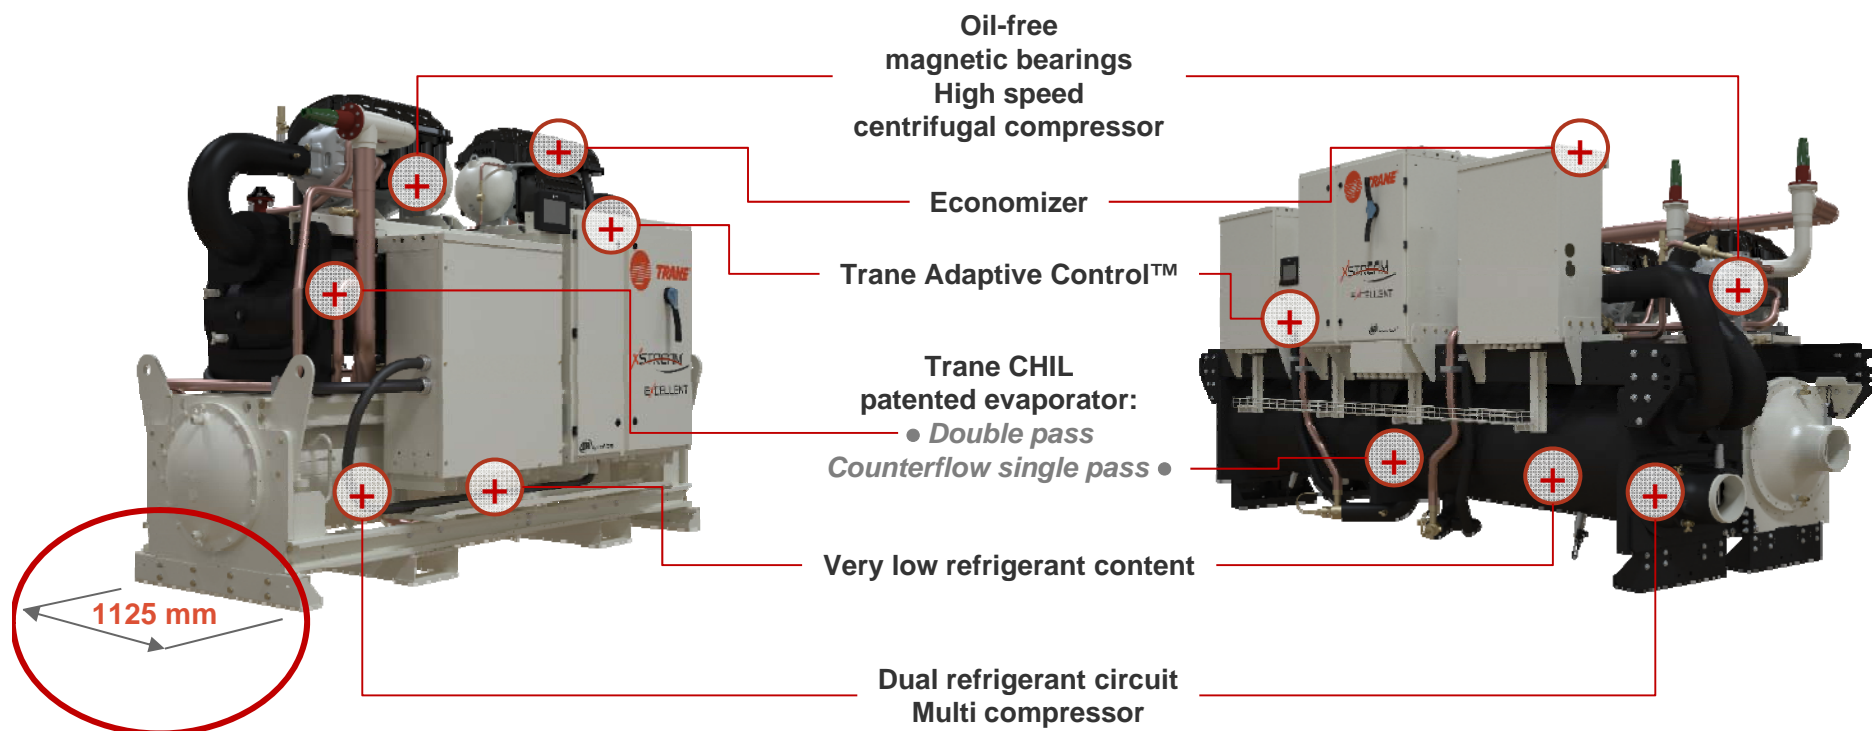 Oil-free
magnetic bearings
High speed
centrifugal compressor
Economizer
Trane Adaptive Control™
Trane CHIL
patented evaporator:
● Double pass
Counterflow single pass ●
Very low refrigerant content
Dual refrigerant circuit
Multi compressor
1125 mm
TRANE
XSTREAM
EXCELLENT
TRANE
XSTREAM
EXCELLENT